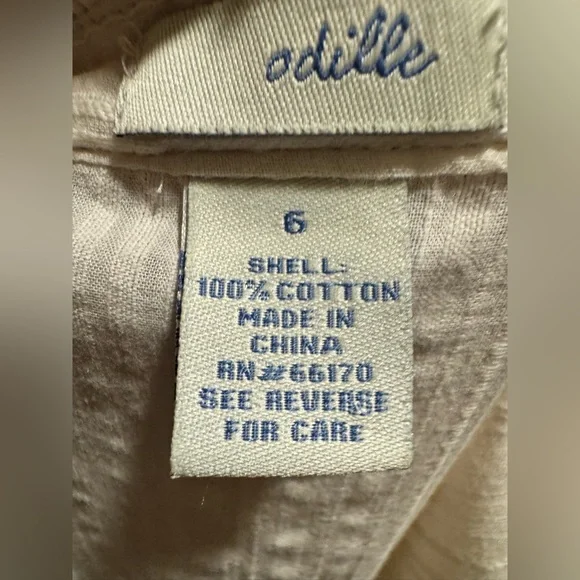 odille
6
SHELL:
100% COTTON
MADE IN
CHINA
RN#66170
SEE REVERSE
FOR CARE